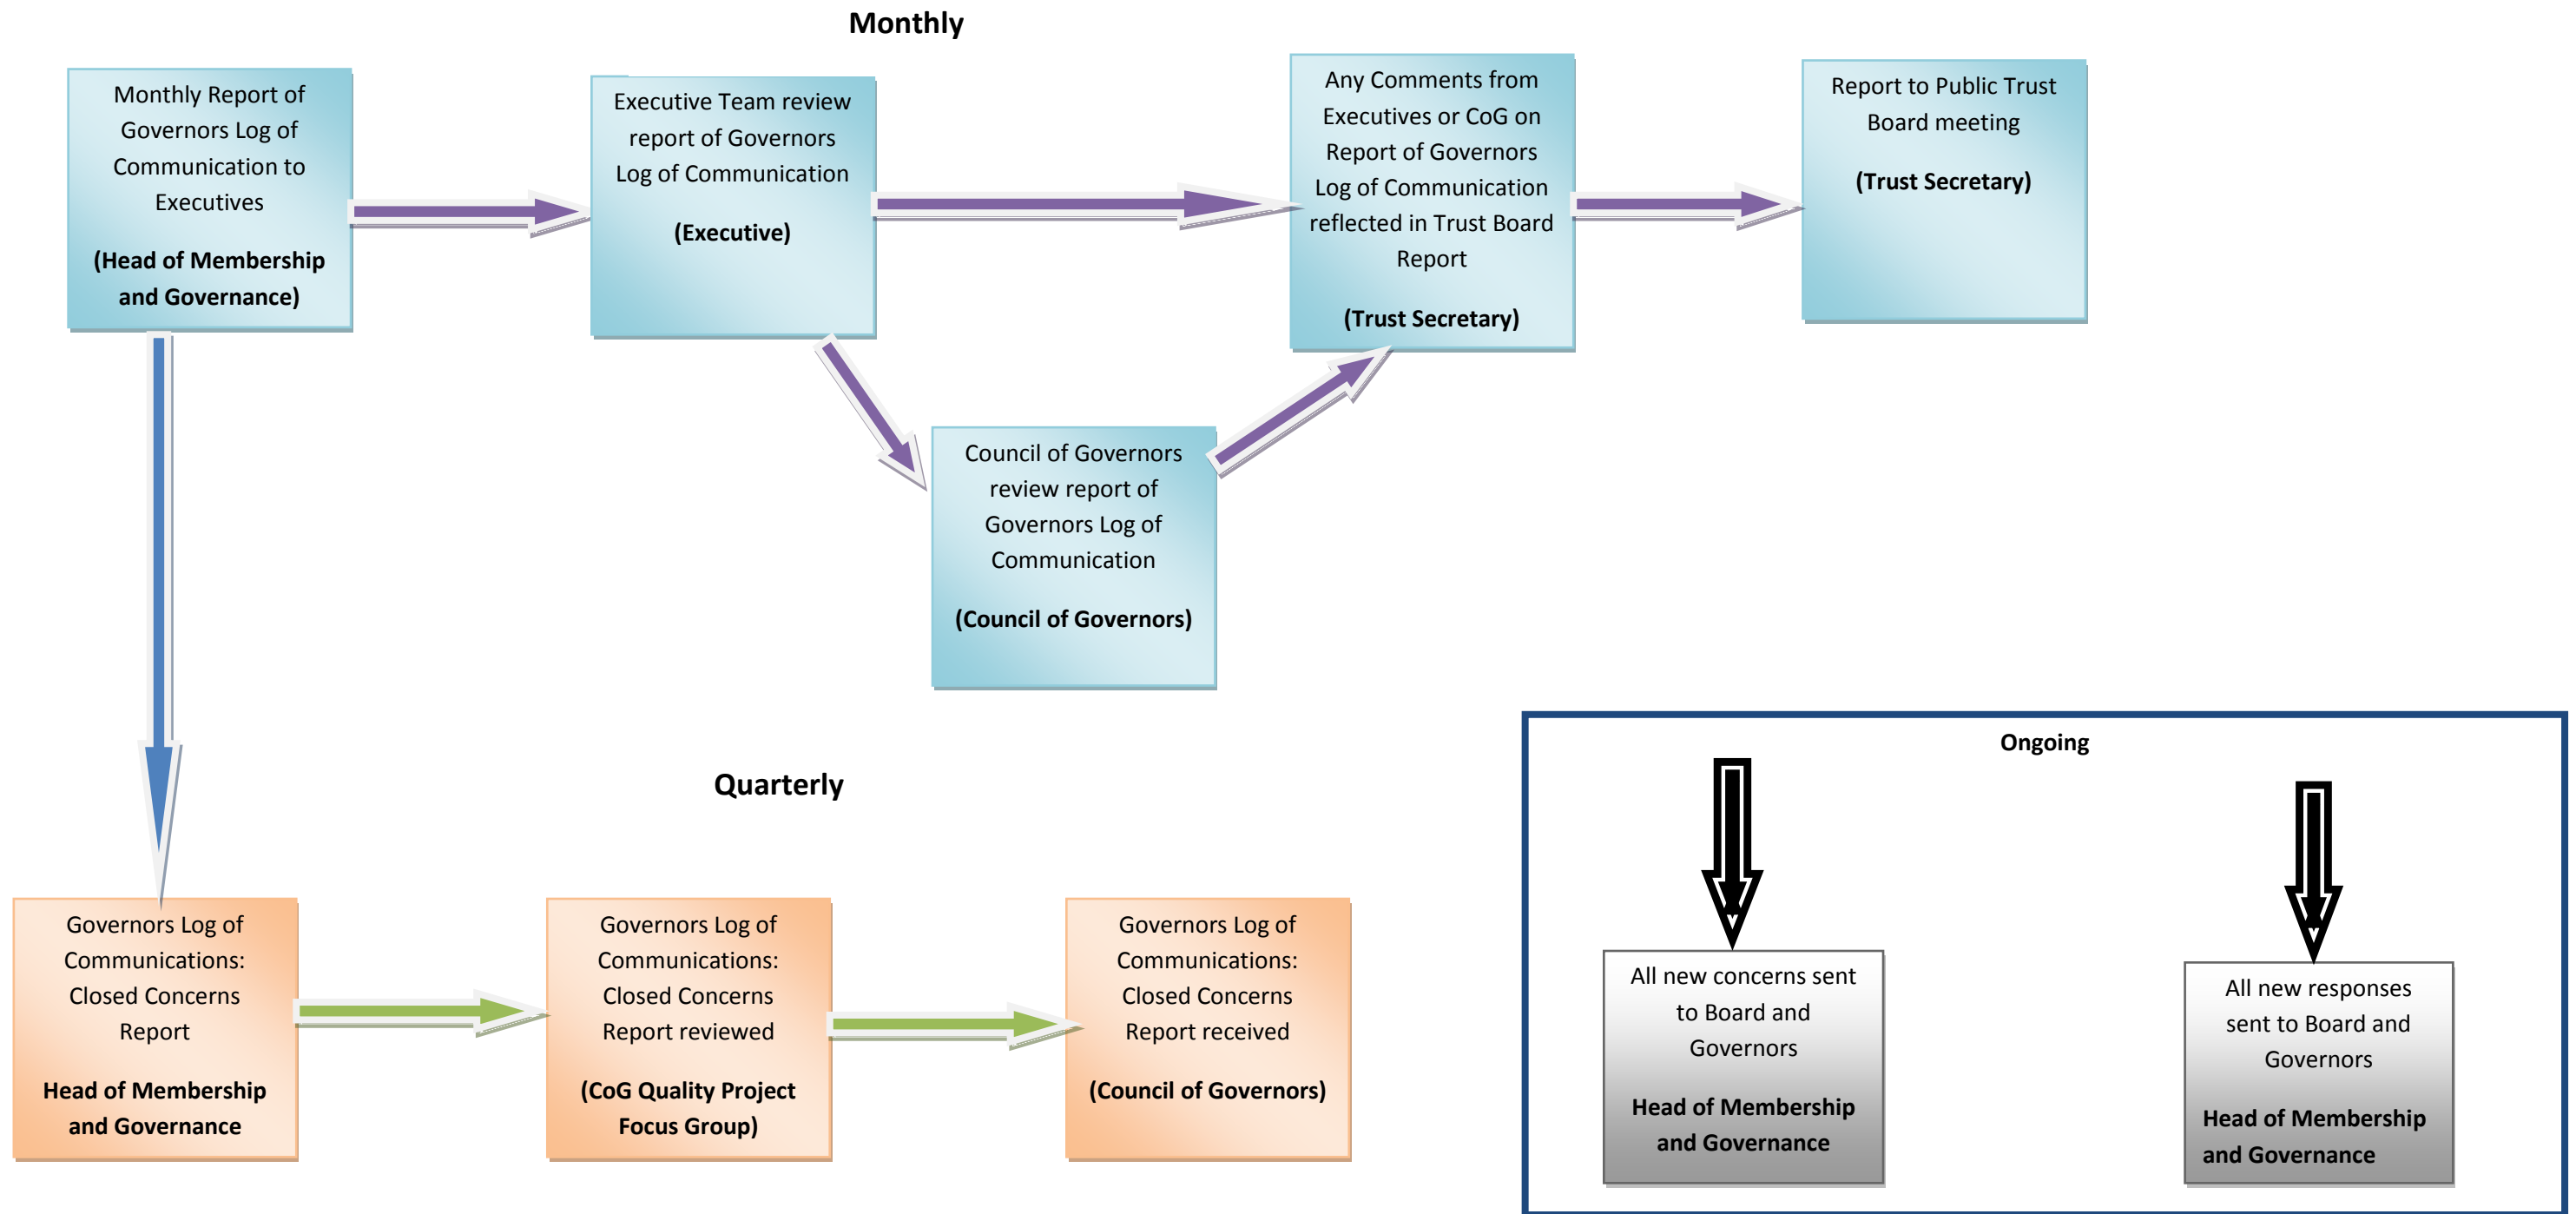 Monthly
Monthly Report of
Governors Log of
Communication to
Executives
(Head of Membership
and Governance)
Executive Team review
report of Governors
Log of Communication
(Executive)
Any Comments from
Executives or CoG on
Report of Governors
Log of Communication
reflected in Trust Board
Report
(Trust Secretary)
Report to Public Trust
Board meeting
(Trust Secretary)
Council of Governors
review report of
Governors Log of
Communication
(Council of Governors)
Quarterly
Governors Log of
Communications:
Closed Concerns
Report
Head of Membership
and Governance
Governors Log of
Communications:
Closed Concerns
Report reviewed
(CoG Quality Project
Focus Group)
Governors Log of
Communications:
Closed Concerns
Report received
(Council of Governors)
Ongoing
All new concerns sent
to Board and
Governors
Head of Membership
and Governance
All new responses
sent to Board and
Governors
Head of Membership
and Governance